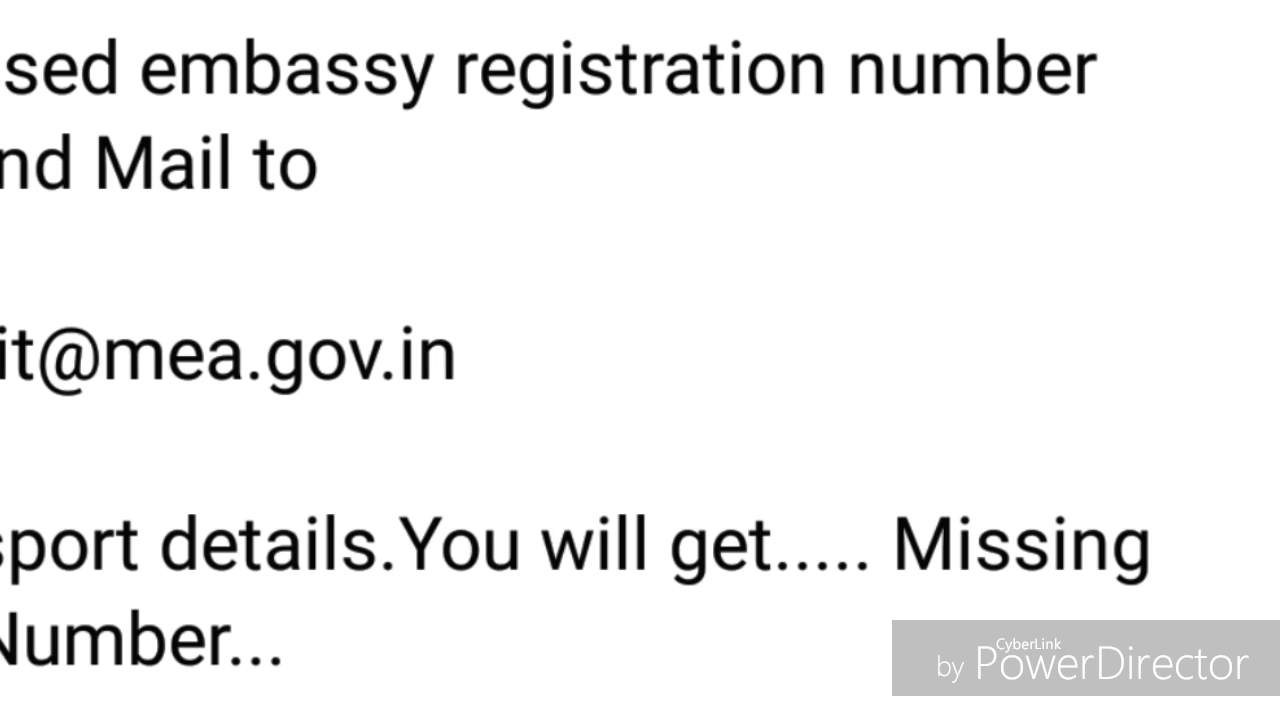 sed embassy registration number
nd Mail to
it@mea.gov.in
sport details.You will get..... Missing
Number...
CyberLink
by PowerDirector